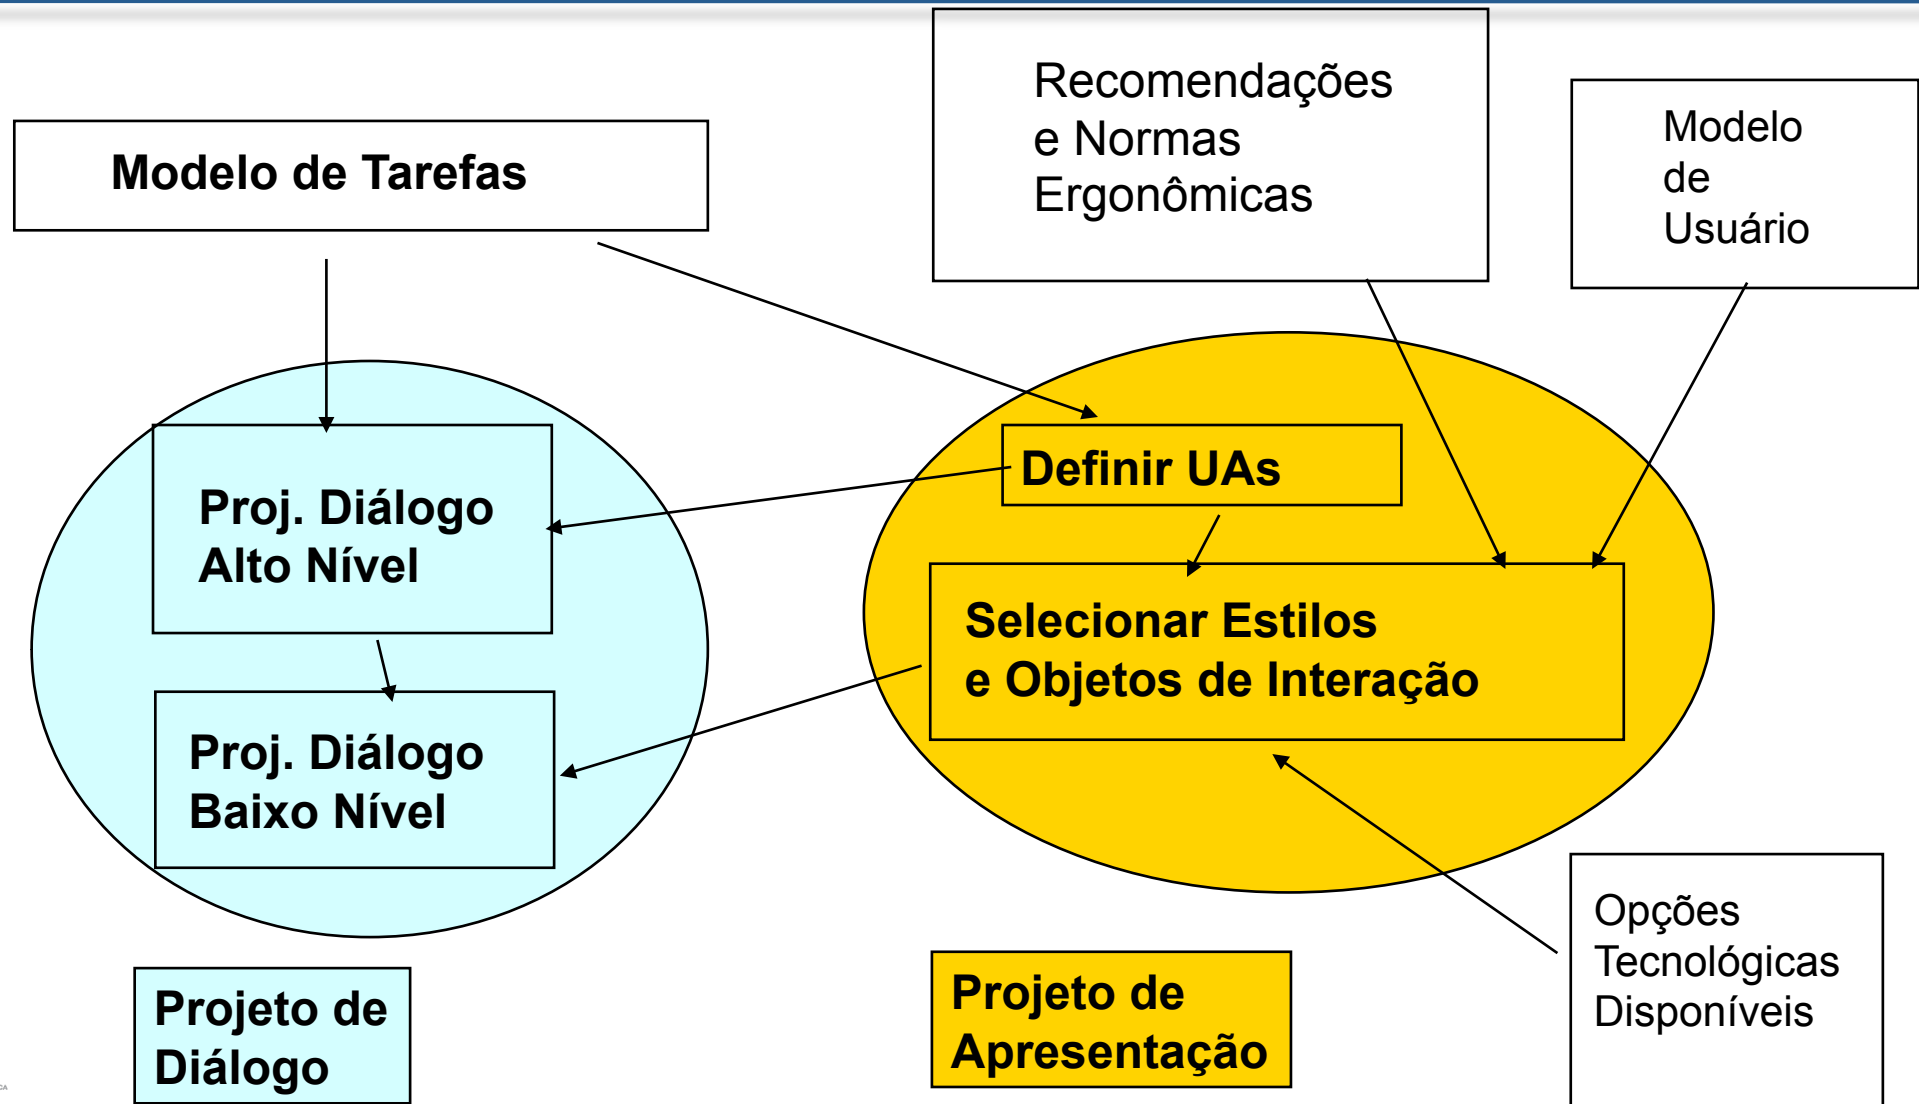 Modelo de Tarefas
Recomendações
e Normas
Ergonômicas
Modelo
de
Usuário
Proj. Diálogo
Alto Nível
Definir UAs
Selecionar Estilos
e Objetos de Interação
Proj. Diálogo
Baixo Nível
Projeto de
Diálogo
Projeto de
Apresentação
Opções
Tecnológicas
Disponíveis